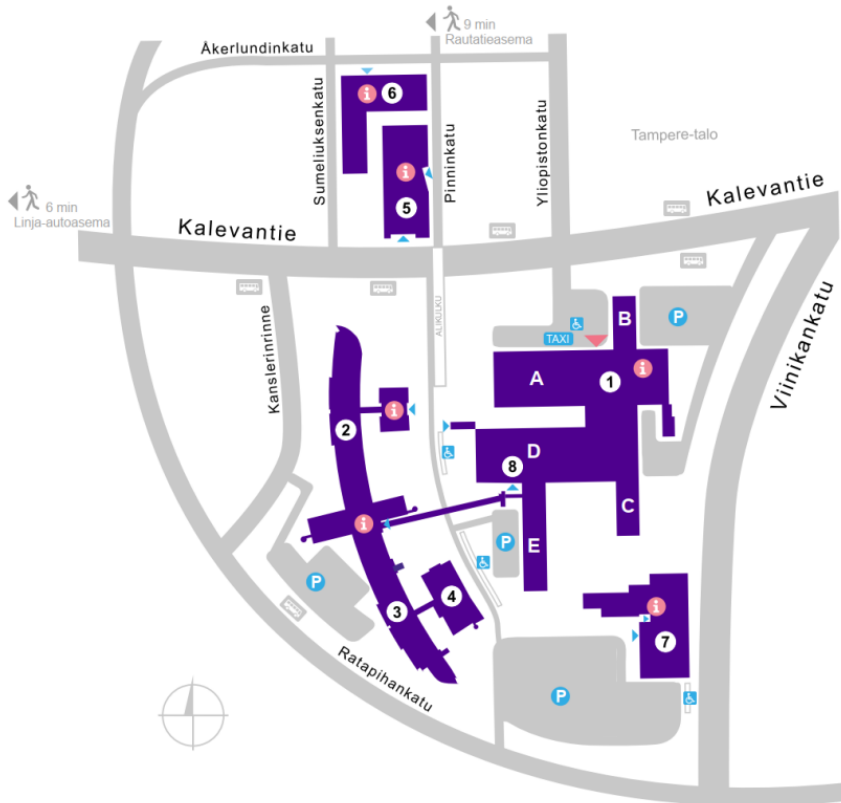 9 min
Rautatieasema
Åkerlundinkatu
i 6
Sumeliuksenkatu
Pinninkatu
Yliopistonkatu
Tampere-talo
i
5
6 min
Linja-autoasema
Kalevantie
Kalevantie
Kanslerinrinne
ALIKULKU
B
P
TAXI
A
1
i
Viinikankatu
2
i
D
8
C
i
E
P
P
3
4
i
7
Ratapihankatu
P